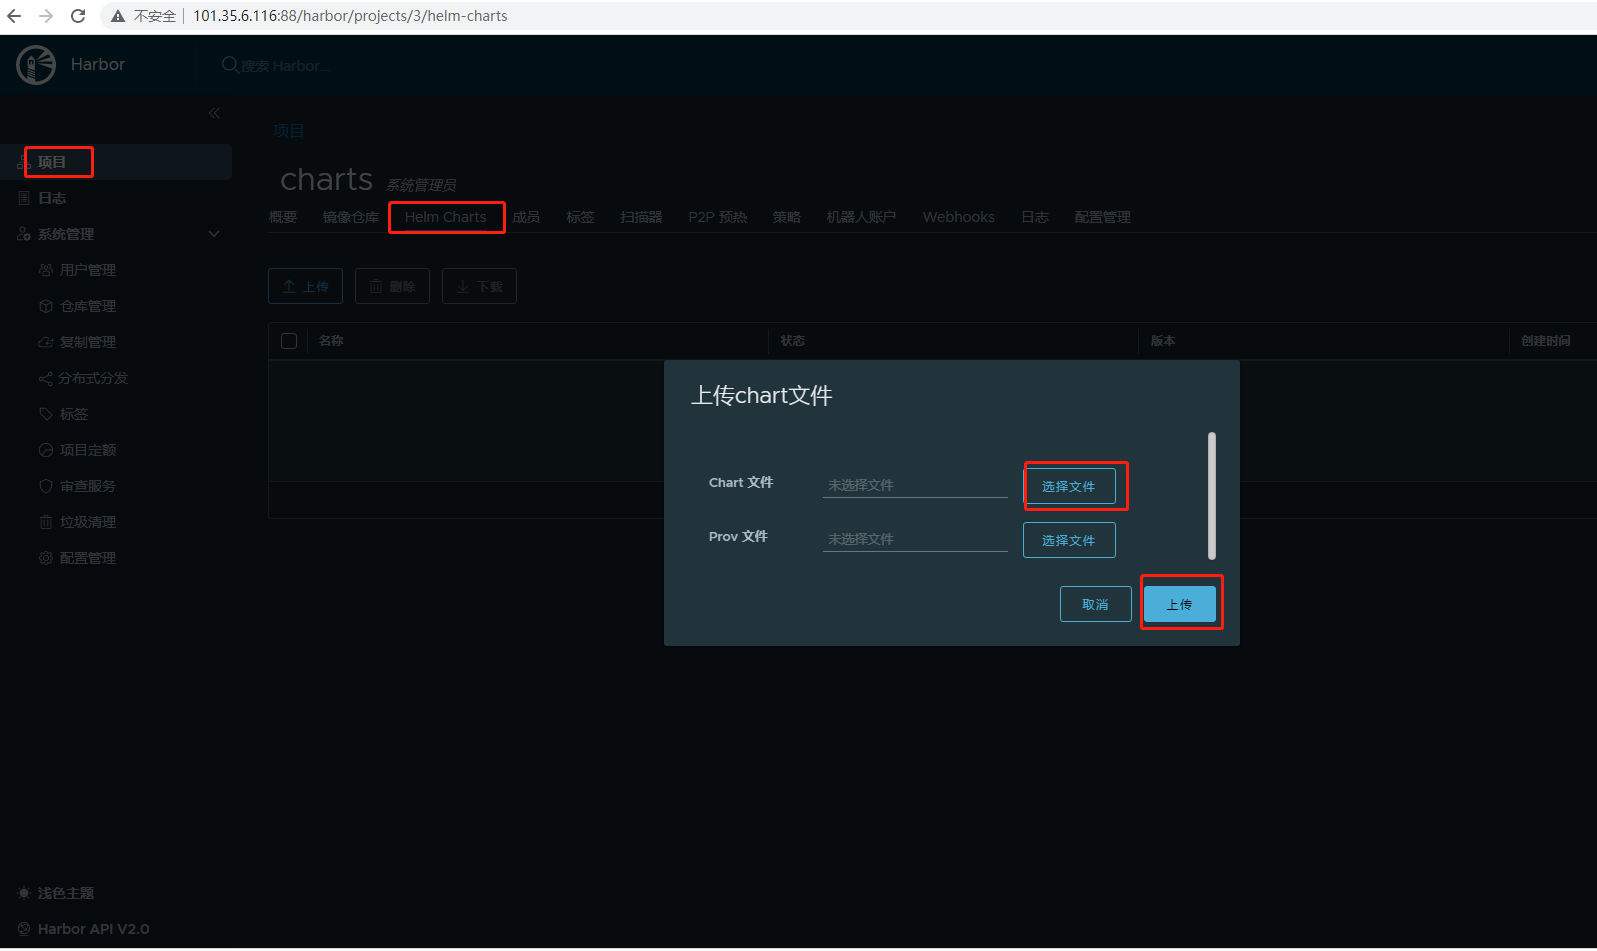 不安全 101.35.6.116:88/harbor/projects/3/helm-charts
Harbor 搜索 Harbor...
项目
日志
系统管理
用户管理
仓库管理
复制管理
分布式分发
标签
项目定额
审查服务
垃圾清理
配置管理
浅色主题
Harbor API V2.0
项目
charts 系统管理员
概要 镜像仓库 Helm Charts 成员 标签 扫描器 P2P 预热 策略 机器人账户 Webhooks 日志 配置管理
上传 删除 下载
名称 状态 版本 创建时间
上传chart文件
Chart 文件 未选择文件 选择文件
Prov 文件 未选择文件 选择文件
取消 上传